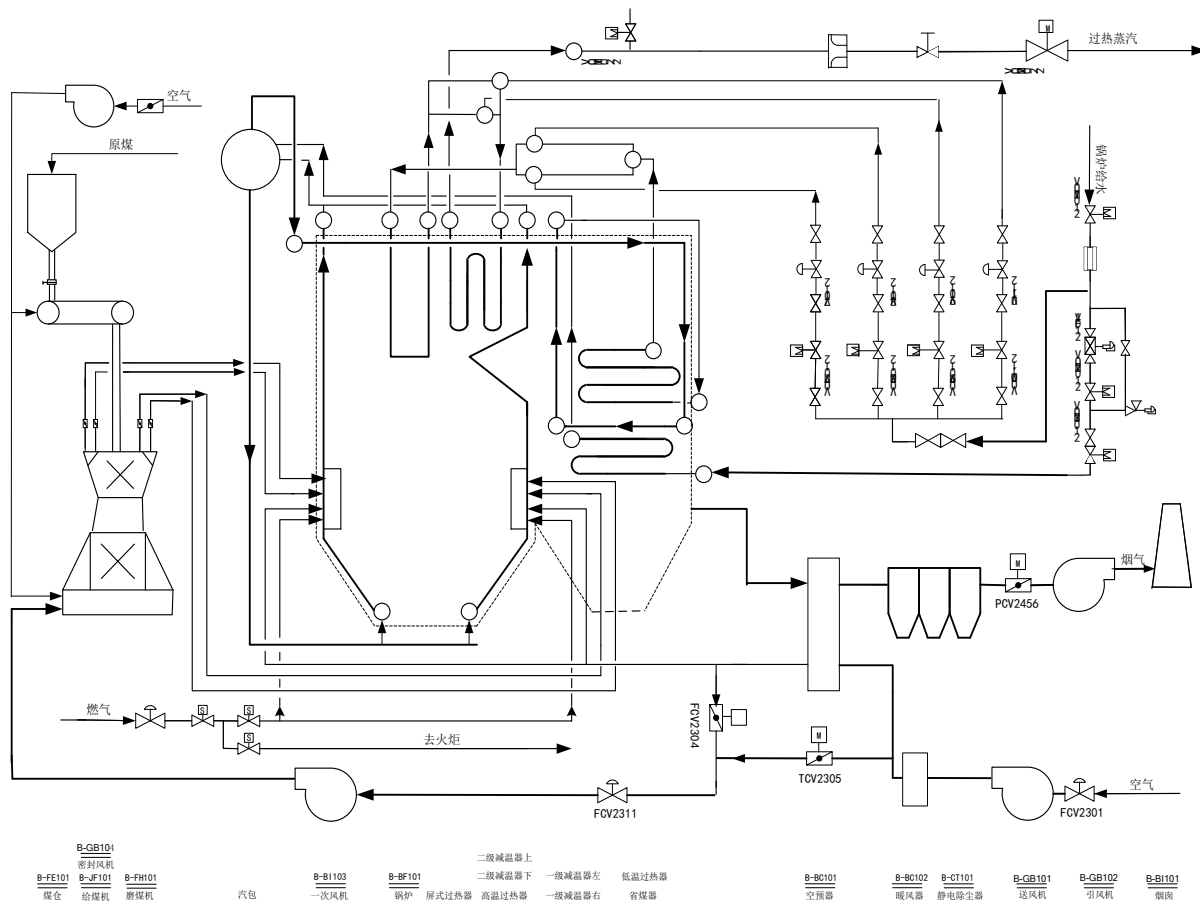 过热蒸汽
空气
原煤
锅炉给水
烟气
PCV2456
燃气
去火炬
FCV2304
TCV2305
空气
FCV2311
FCV2301
B-GB104
密封风机
B-FE101
煤仓
B-JF101
给煤机
B-FH101
磨煤机
汽包
B-BI103
一次风机
B-BF101
锅炉
屏式过热器
二级减温器上
二级减温器下
高温过热器
一级减温器左
一级减温器右
低温过热器
省煤器
B-BC101
空预器
B-BC102
暖风器
B-CT101
静电除尘器
B-GB101
送风机
B-GB102
引风机
B-BI101
烟囱
M
M
M
M
M
M
M
M
M
M
M
S
S
S